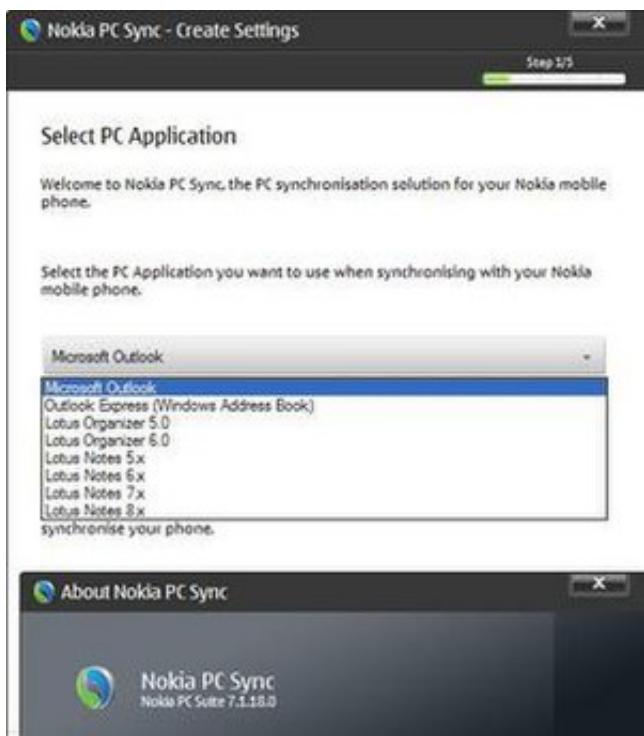 Nokia PC Sync - Create Settings
Step 1/5
Select PC Application
Welcome to Nokia PC Sync, the PC synchronisation solution for your Nokia mobile
phone.
Select the PC Application you want to use when synchronising with your Nokia
mobile phone.
Microsoft Outlook
Microsoft Outlook
Outlook Express (Windows Address Book)
Lotus Organizer 5.0
Lotus Organizer 6.0
Lotus Notes 5.x
Lotus Notes 6.x
Lotus Notes 7.x
Lotus Notes 8.x
synchronise your phone.
About Nokia PC Sync
Nokia PC Sync
Nokia PC Suite 7.1.18.0